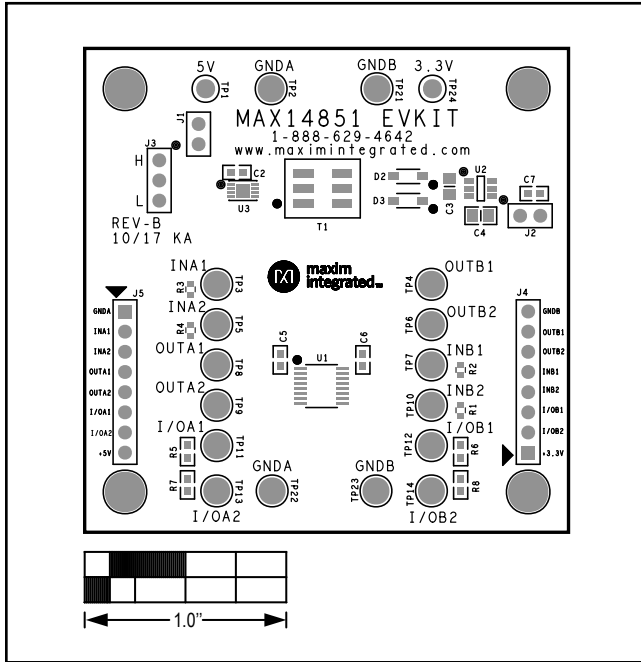 5V GNDA GNDB 3.3V
TP1 TP2 TP21 TP24
MAX14851 EVKIT
1-888-629-4642
www.maximintegrated.com
J1
J3
H
L
C2
U3
T1
D2
D3
C3
U2
C4
C7
J2
REV-B
10/17 KA
maxim
integrated™
J5
GNDA
INA1
INA2
OUTA1
OUTA2
I/OA1
I/OA2
+5V
INA1
R3
TP3
INA2
R4
TP5
OUTA1
TP8
OUTA2
TP9
I/OA1
R5
TP11
R7
TP13
I/OA2
GNDA
TP22
C5
U1
C6
GNDB
TP23
OUTB1
TP4
OUTB2
TP6
INB1
TP7
R2
INB2
TP10
R1
I/OB1
TP12
R6
TP14
R8
I/OB2
J4
GNDB
OUTB1
OUTB2
INB1
INB2
I/OB1
I/OB2
+3.3V
1.0”